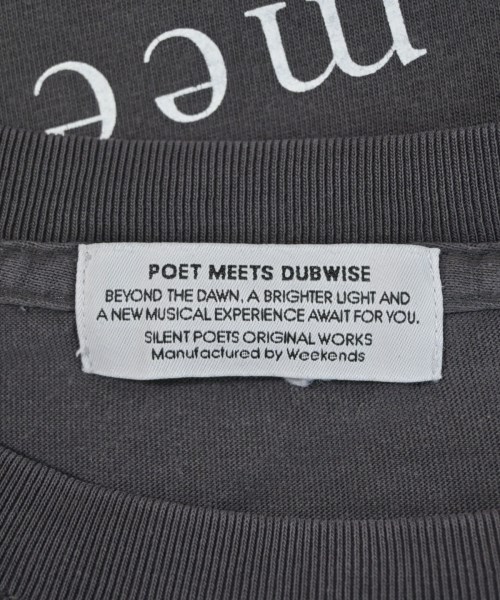 mee
POET MEETS DUBWISE
BEYOND THE DAWN, A BRIGHTER LIGHT AND
A NEW MUSICAL EXPERIENCE AWAIT FOR YOU.
SILENT POETS ORIGINAL WORKS
Manufactured by Weekends